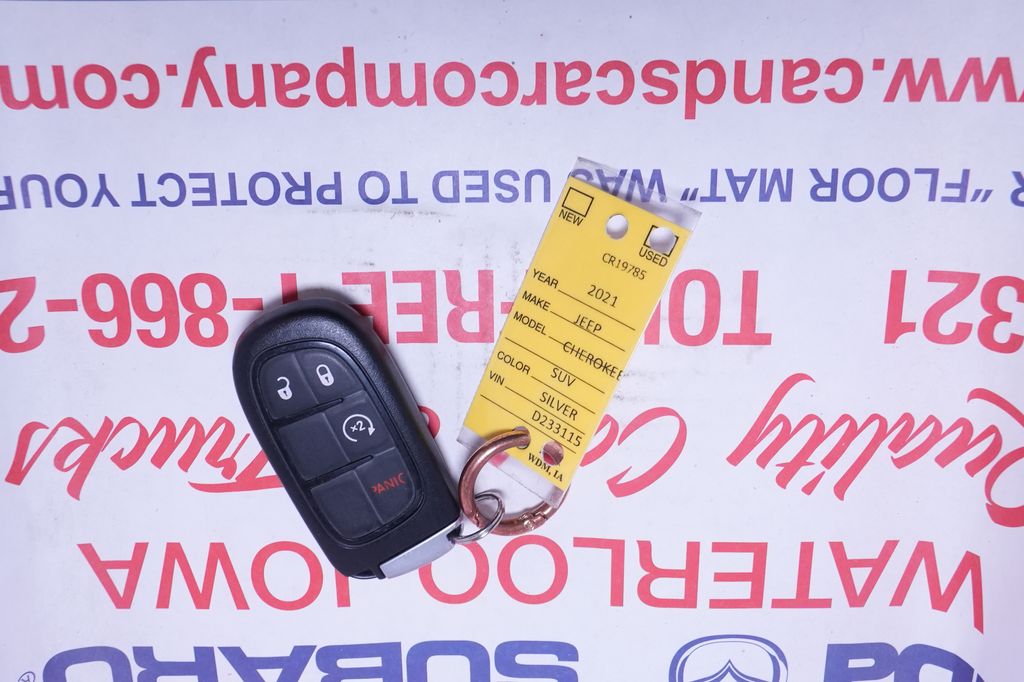 NEW
USED
CR19785
YEAR 2021
MAKE JEEP
MODEL CHEROKEE
SUV
COLOR SILVER
VIN D233115
WDM, IA
x2
PANIC
ww.candscarcompany.com
R "FLOOR MAT" WAS USED TO PROTECT YOUR
321 TOLL-FREE 1-866-2
Quality Cars Trucks
WATERLOO IOWA
SUBARU